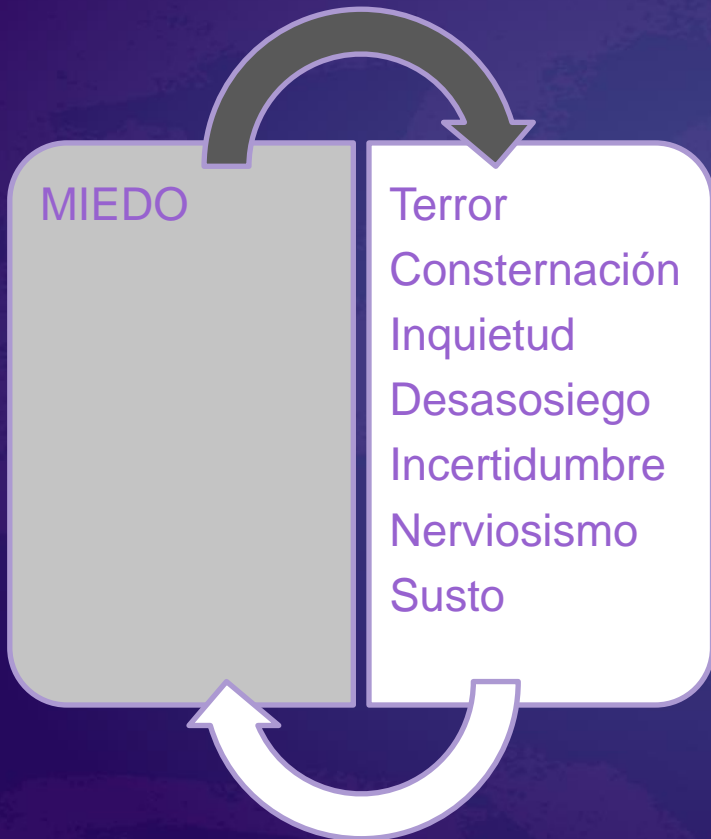 MIEDO
Terror
Consternación
Inquietud
Desasosiego
Incertidumbre
Nerviosismo
Susto